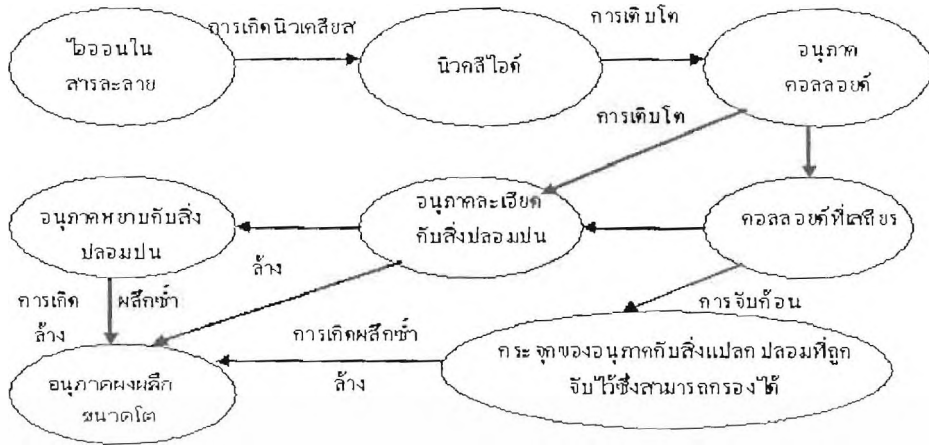 การเกิดนิวเคลียส
การเติบโต
ไอออนใน
สารละลาย
นิวคลีไอด์
อนุภาค
คอลลอยด์
การเติบโต
อนุภาคหยาบกับสิ่ง
ปลอมปน
อนุภาคละเอียด
กับสิ่งปลอมปน
คอลลอยด์ที่เสถียร
ล้าง
การเกิด
ผลึกซ้ำ
ล้าง
การจับก้อน
การเกิดผลึกซ้ำ
ล้าง
กระจุกของอนุภาคกับสิ่งแปลกปลอมที่ถูก
จับไว้ซึ่งสามารถกรองได้
อนุภาคผงผลึก
ขนาดโต